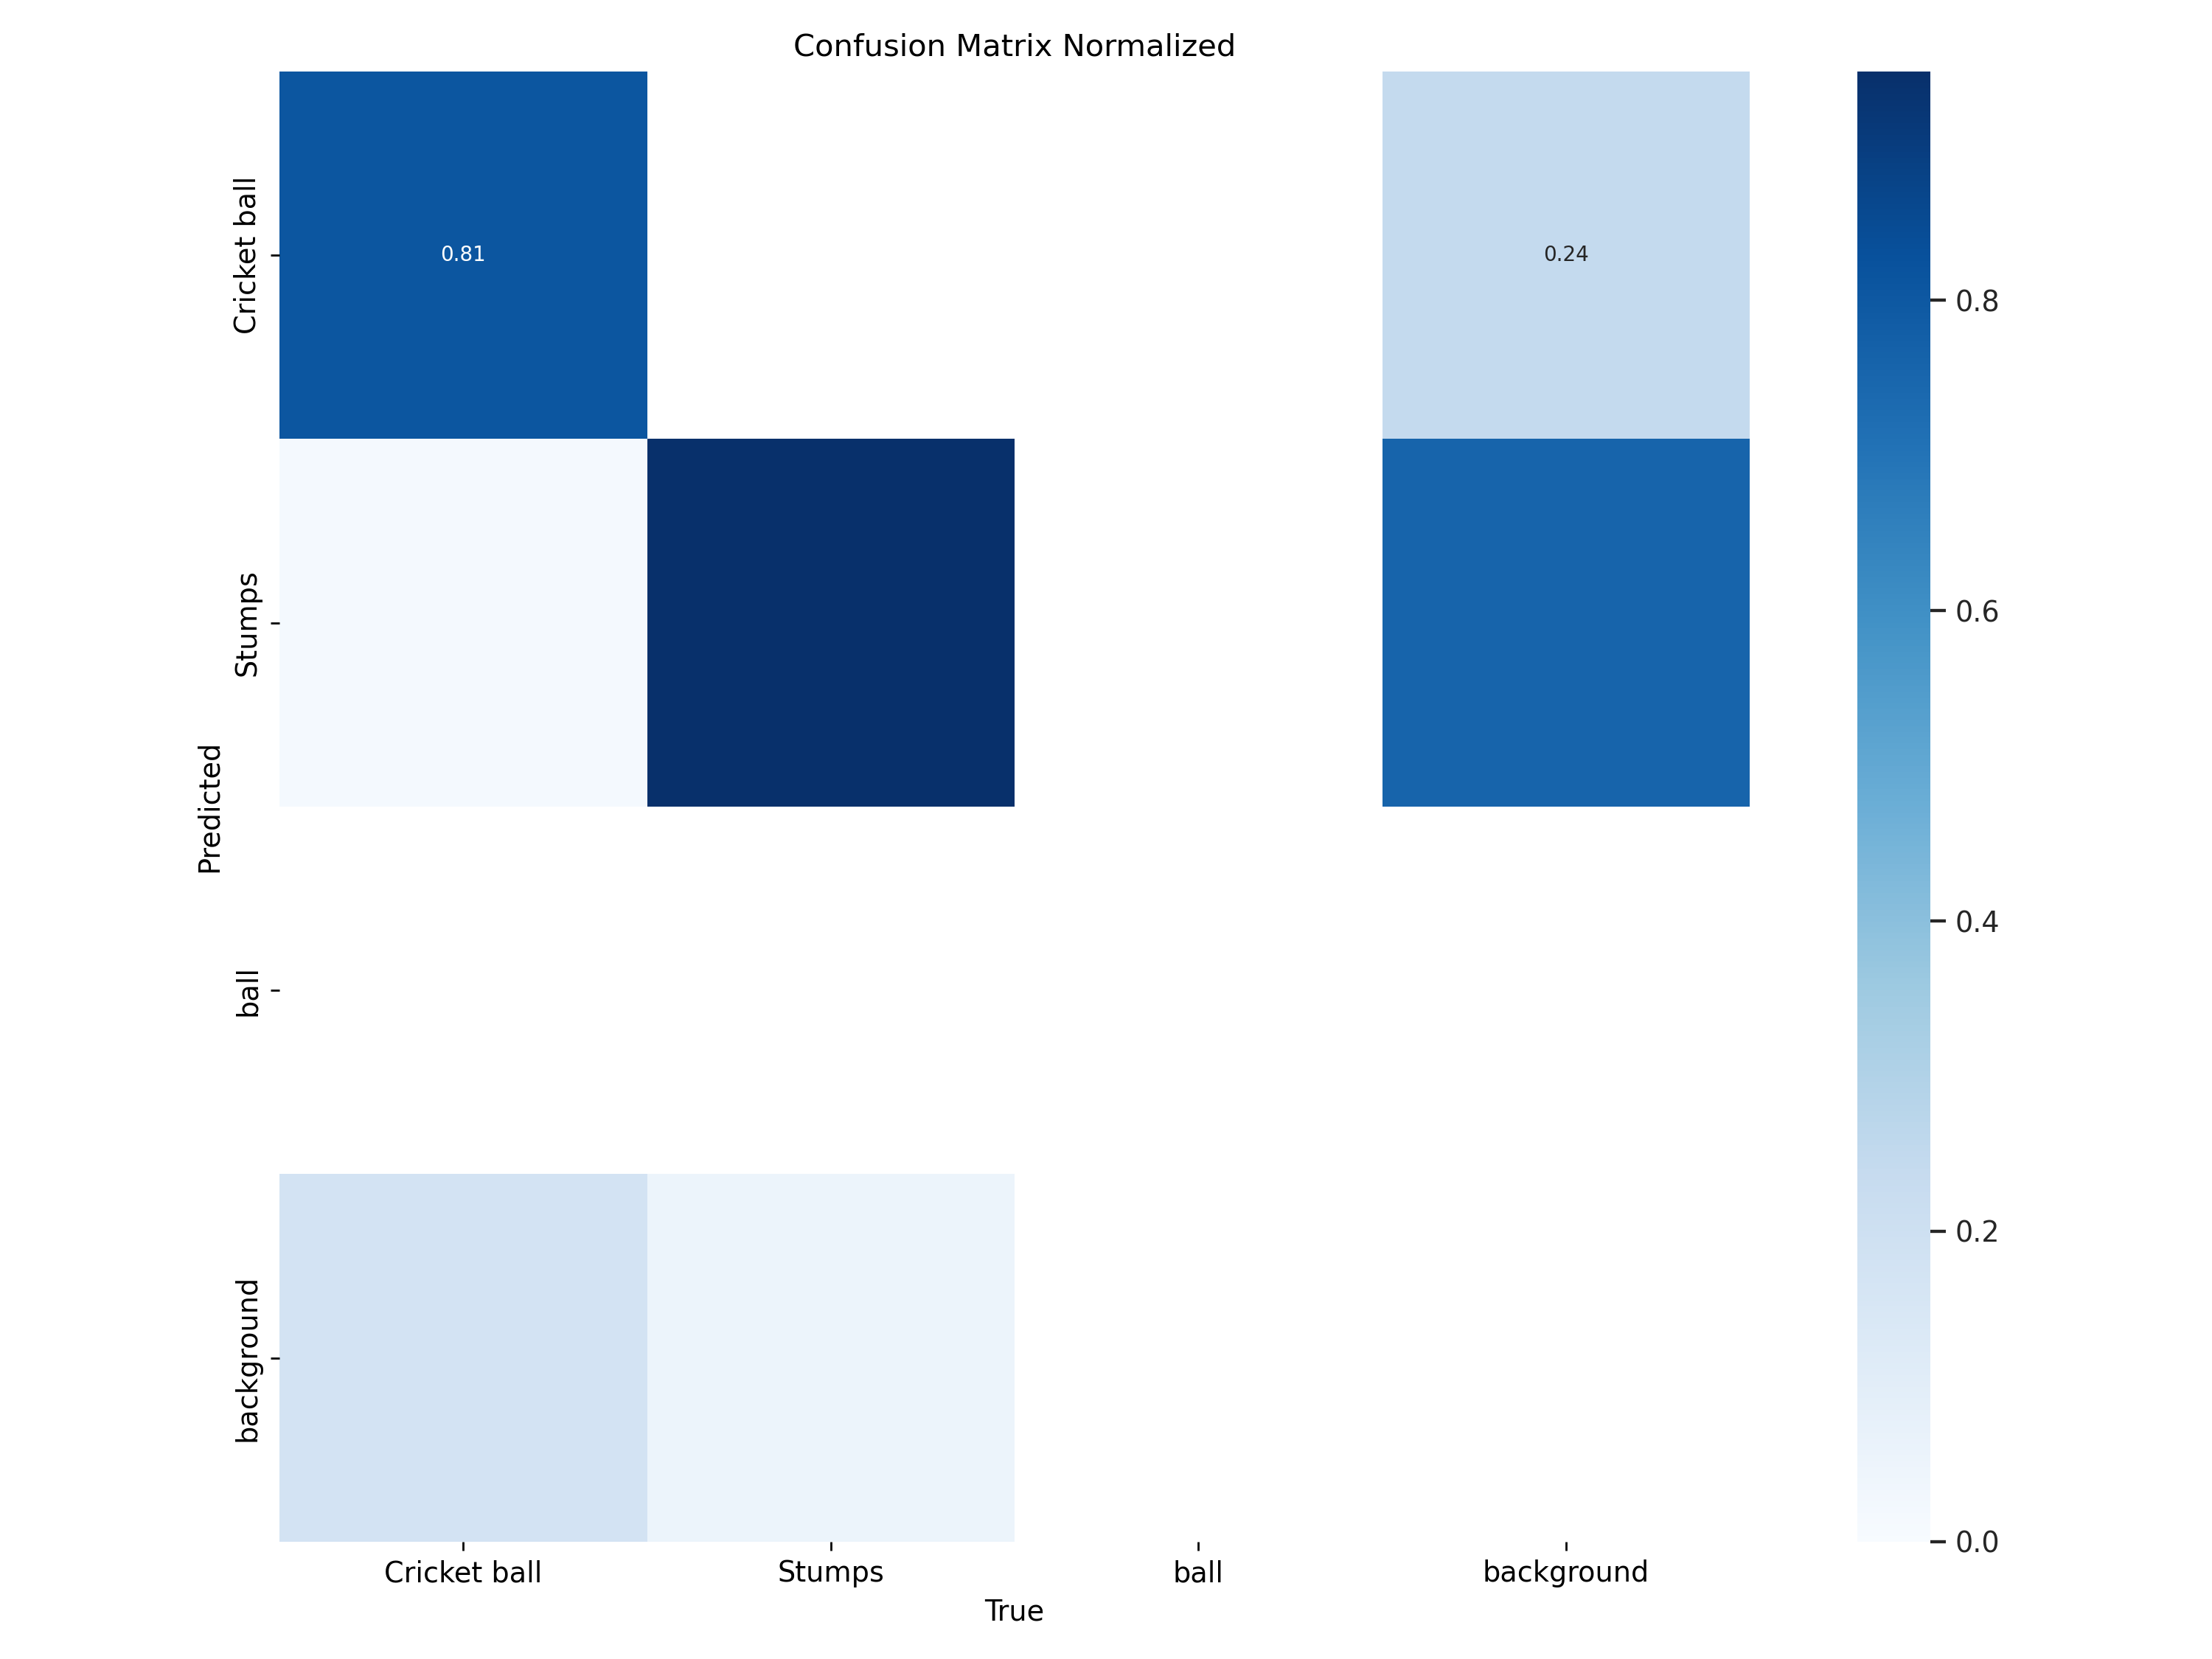 Confusion Matrix Normalized
Cricket ball
0.81
0.24
Stumps
ball
background
Predicted
Cricket ball
Stumps
ball
background
True
0.8
0.6
0.4
0.2
0.0